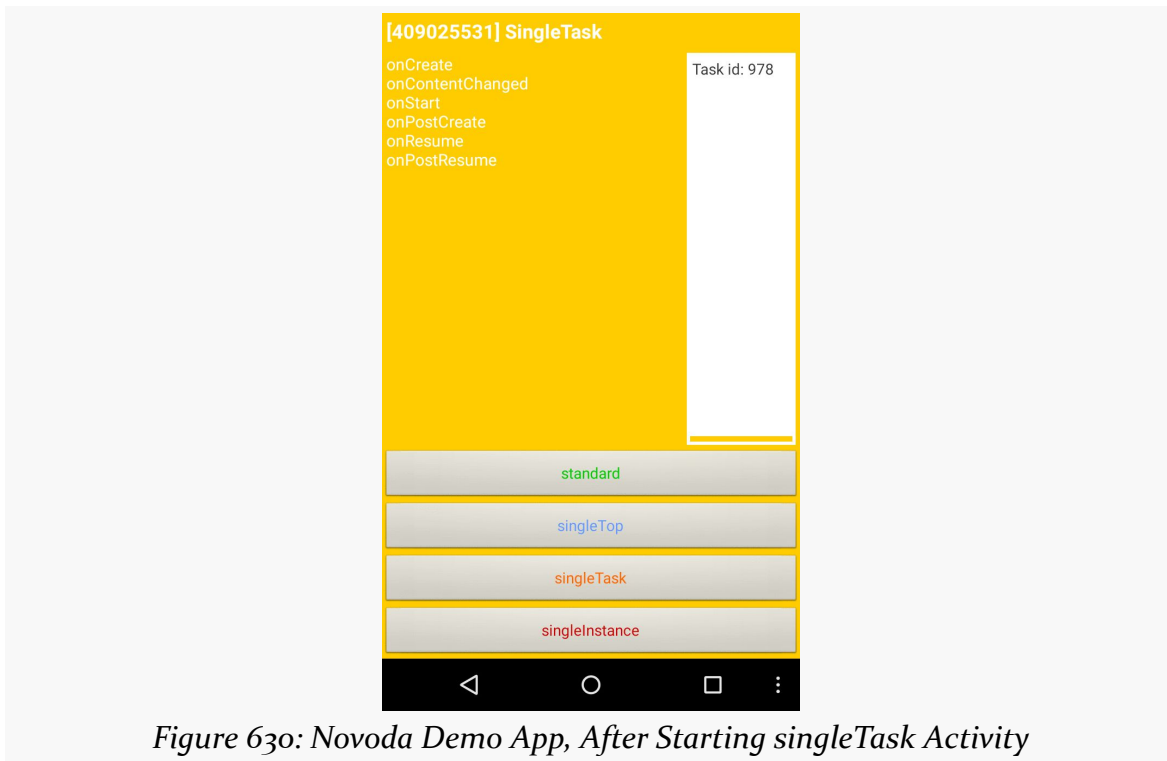 [409025531] SingleTask
onCreate
onContentChanged
onStart
onPostCreate
onResume
onPostResume
Task id: 978
standard
singleTop
singleTask
singleInstance
Figure 630: Novoda Demo App, After Starting singleTask Activity